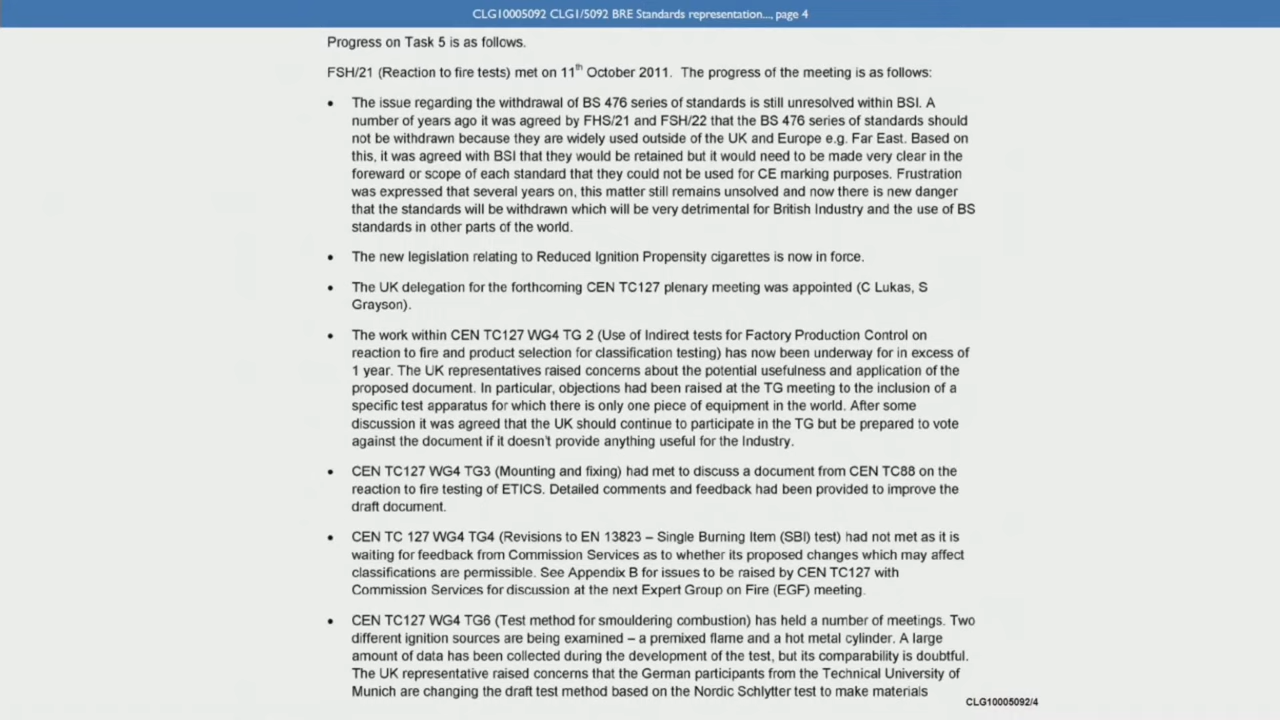 CLG10005092 CLG1/5092 BRE Standards representation..., page 4
Progress on Task 5 is as follows.
FSH/21 (Reaction to fire tests) met on 11th October 2011. The progress of the meeting is as follows:
• The issue regarding the withdrawal of BS 476 series of standards is still unresolved within BSI. A
number of years ago it was agreed by FHS/21 and FSH/22 that the BS 476 series of standards should
not be withdrawn because they are widely used outside of the UK and Europe e.g. Far East. Based on
this, it was agreed with BSI that they would be retained but it would need to be made very clear in the
foreward or scope of each standard that they could not be used for CE marking purposes. Frustration
was expressed that several years on, this matter still remains unsolved and now there is new danger
that the standards will be withdrawn which will be very detrimental for British Industry and the use of BS
standards in other parts of the world.
• The new legislation relating to Reduced Ignition Propensity cigarettes is now in force.
• The UK delegation for the forthcoming CEN TC127 plenary meeting was appointed (C Lukas, S
Grayson).
• The work within CEN TC127 WG4 TG 2 (Use of Indirect tests for Factory Production Control on
reaction to fire and product selection for classification testing) has now been underway for in excess of
1 year. The UK representatives raised concerns about the potential usefulness and application of the
proposed document. In particular, objections had been raised at the TG meeting to the inclusion of a
specific test apparatus for which there is only one piece of equipment in the world. After some
discussion it was agreed that the UK should continue to participate in the TG but be prepared to vote
against the document if it doesn't provide anything useful for the Industry.
• CEN TC127 WG4 TG3 (Mounting and fixing) had met to discuss a document from CEN TC88 on the
reaction to fire testing of ETICS. Detailed comments and feedback had been provided to improve the
draft document.
• CEN TC 127 WG4 TG4 (Revisions to EN 13823 – Single Burning Item (SBI) test) had not met as it is
waiting for feedback from Commission Services as to whether its proposed changes which may affect
classifications are permissible. See Appendix B for issues to be raised by CEN TC127 with
Commission Services for discussion at the next Expert Group on Fire (EGF) meeting.
• CEN TC127 WG4 TG6 (Test method for smouldering combustion) has held a number of meetings. Two
different ignition sources are being examined – a premixed flame and a hot metal cylinder. A large
amount of data has been collected during the development of the test, but its comparability is doubtful.
The UK representative raised concerns that the German participants from the Technical University of
Munich are changing the draft test method based on the Nordic Schlytter test to make materials
CLG10005092/4